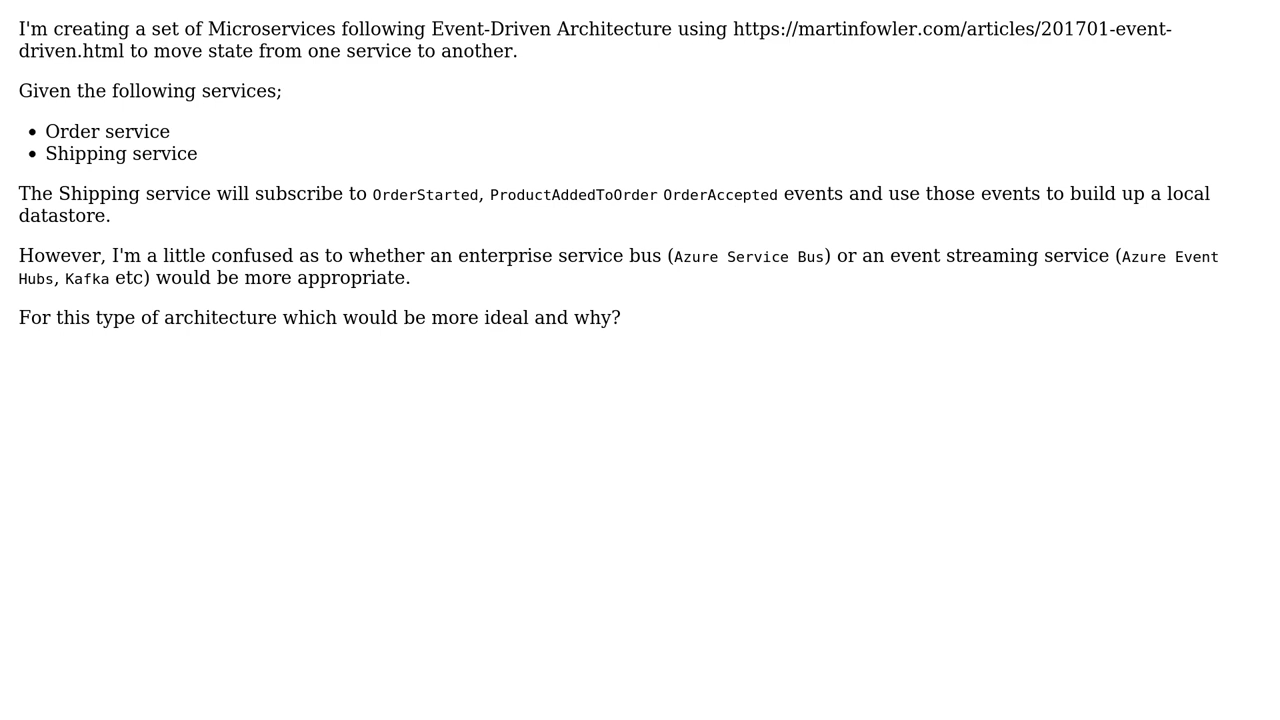 I'm creating a set of Microservices following Event-Driven Architecture using https://martinfowler.com/articles/201701-event-
driven.html to move state from one service to another.
Given the following services;
• Order service
• Shipping service
The Shipping service will subscribe to OrderStarted, ProductAddedToOrder OrderAccepted events and use those events to build up a local
datastore.
However, I'm a little confused as to whether an enterprise service bus (Azure Service Bus) or an event streaming service (Azure Event
Hubs, Kafka etc) would be more appropriate.
For this type of architecture which would be more ideal and why?